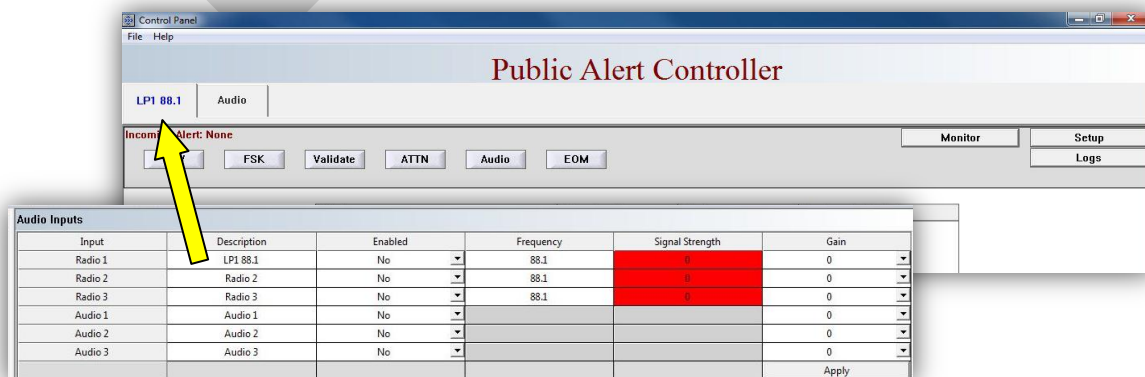 Control Panel
File Help
Public Alert Controller
LP1 88.1 Audio
Alert: None
Monitor Setup
FSK Validate ATTN Audio EOM
Logs
Audio Inputs
Input Description Enabled Frequency Signal Strength Gain
Radio 1 LP1 88.1 No 88.1 0 0
Radio 2 Radio 2 No 88.1 0 0
Radio 3 Radio 3 No 88.1 0 0
Audio 1 Audio 1 No 0
Audio 2 Audio 2 No 0
Audio 3 Audio 3 No 0
Apply